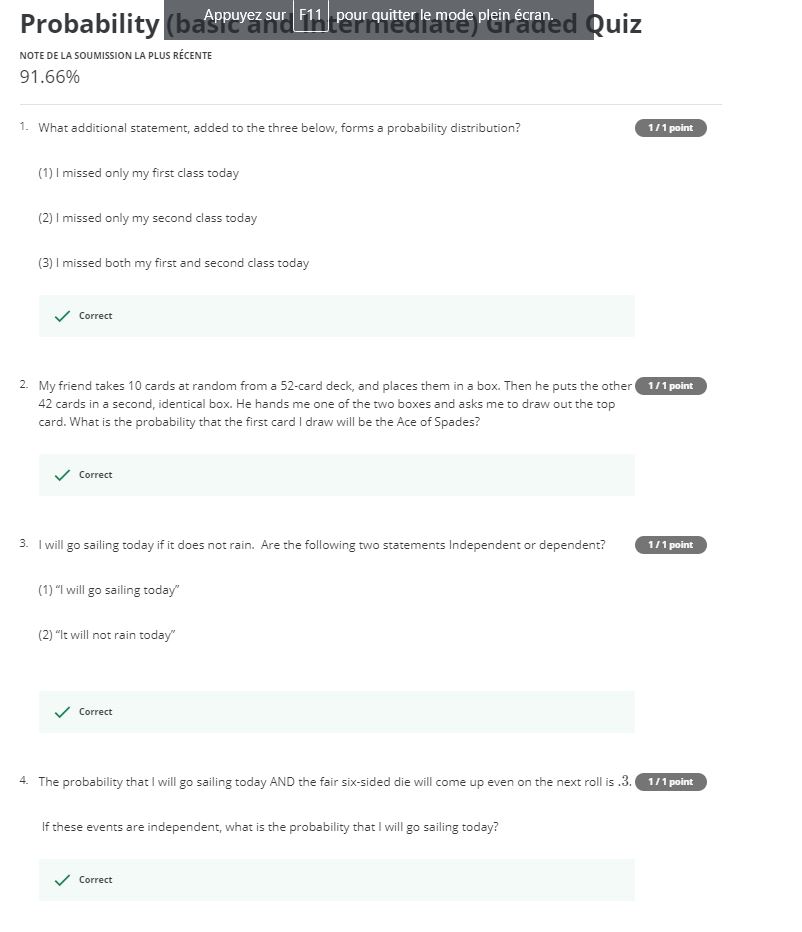 Probability (basic and Intermediate) Graded Quiz
Appuyez sur F11 pour quitter le mode plein écran.
NOTE DE LA SOUMISSION LA PLUS RÉCENTE
91.66%
1. What additional statement, added to the three below, forms a probability distribution? 1 / 1 point
(1) I missed only my first class today
(2) I missed only my second class today
(3) I missed both my first and second class today
Correct
2. My friend takes 10 cards at random from a 52-card deck, and places them in a box. Then he puts the other 1 / 1 point
42 cards in a second, identical box. He hands me one of the two boxes and asks me to draw out the top
card. What is the probability that the first card I draw will be the Ace of Spades?
Correct
3. I will go sailing today if it does not rain. Are the following two statements Independent or dependent? 1 / 1 point
(1) “I will go sailing today”
(2) “It will not rain today”
Correct
4. The probability that I will go sailing today AND the fair six-sided die will come up even on the next roll is .3. 1 / 1 point
If these events are independent, what is the probability that I will go sailing today?
Correct